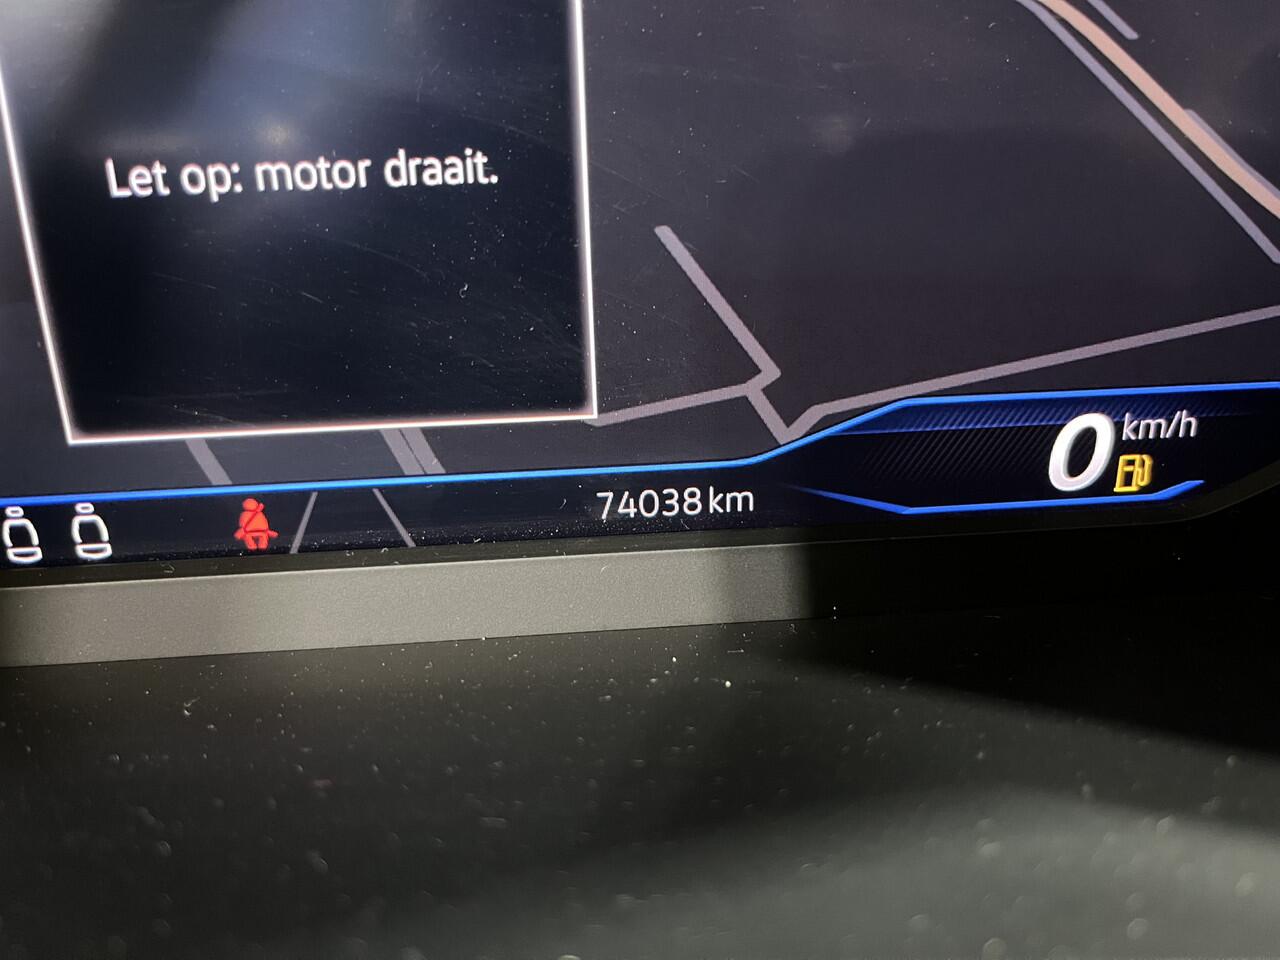 Let op: motor draait.
0 km/h
74038 km